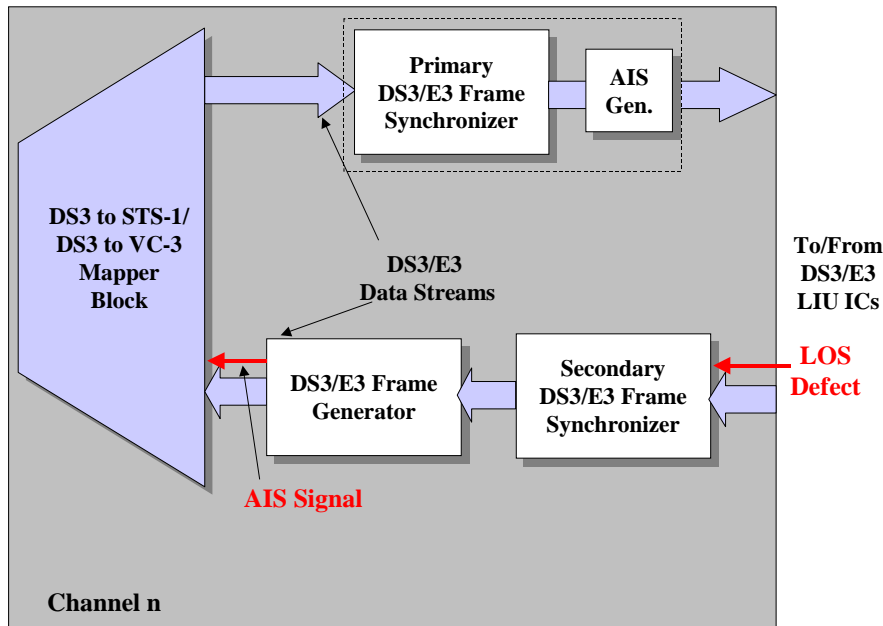 Primary
DS3/E3 Frame
Synchronizer
AIS
Gen.
DS3 to STS-1/
DS3 to VC-3
Mapper
Block
DS3/E3
Data Streams
To/From
DS3/E3
LIU ICs
LOS
Defect
DS3/E3 Frame
Generator
Secondary
DS3/E3 Frame
Synchronizer
AIS Signal
Channel n